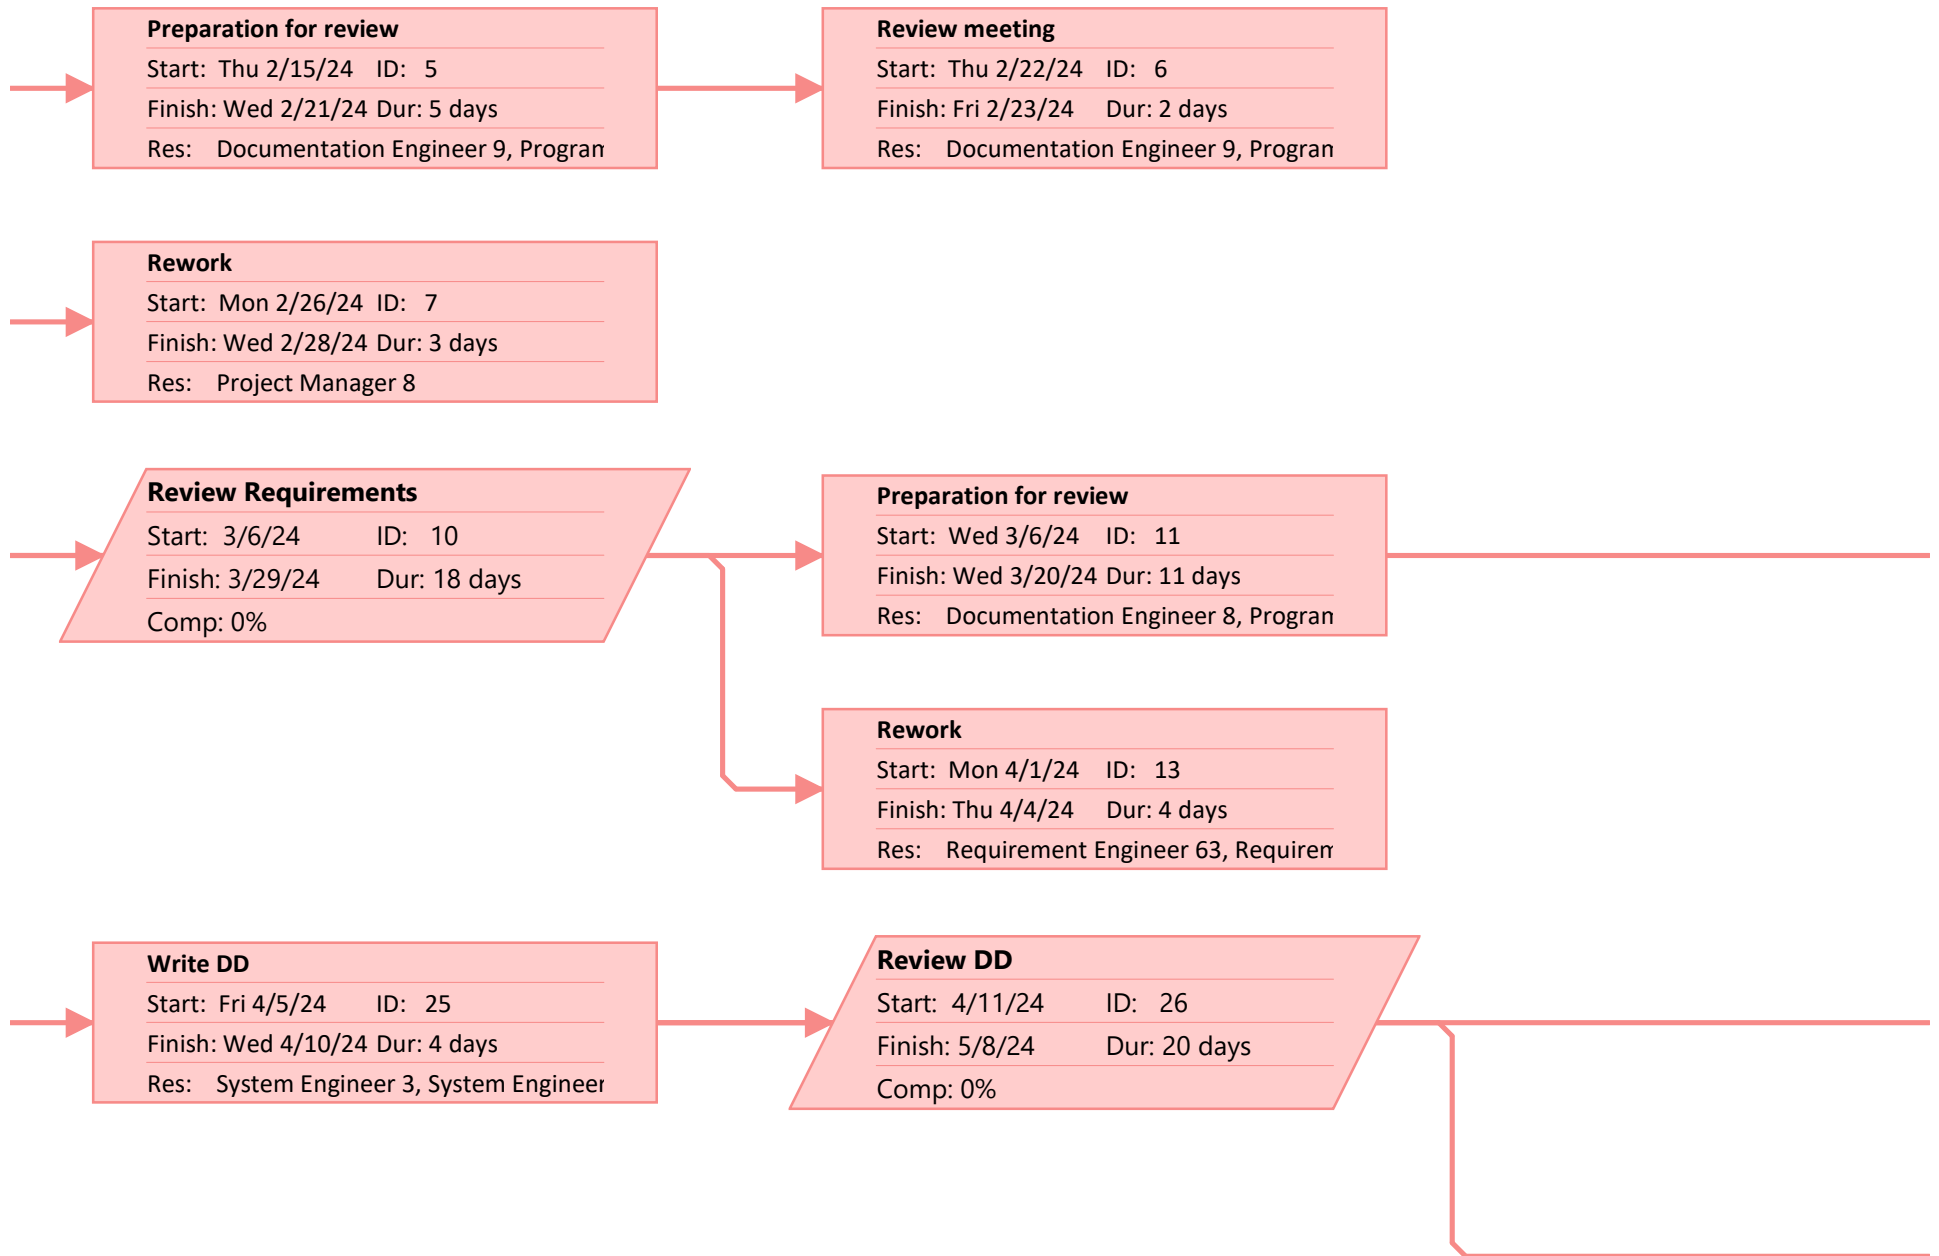 Preparation for review
Start: Thu 2/15/24 ID: 5
Finish: Wed 2/21/24 Dur: 5 days
Res: Documentation Engineer 9, Program
Review meeting
Start: Thu 2/22/24 ID: 6
Finish: Fri 2/23/24 Dur: 2 days
Res: Documentation Engineer 9, Program
Rework
Start: Mon 2/26/24 ID: 7
Finish: Wed 2/28/24 Dur: 3 days
Res: Project Manager 8
Review Requirements
Start: 3/6/24 ID: 10
Finish: 3/29/24 Dur: 18 days
Comp: 0%
Preparation for review
Start: Wed 3/6/24 ID: 11
Finish: Wed 3/20/24 Dur: 11 days
Res: Documentation Engineer 8, Program
Rework
Start: Mon 4/1/24 ID: 13
Finish: Thu 4/4/24 Dur: 4 days
Res: Requirement Engineer 63, Requirem
Write DD
Start: Fri 4/5/24 ID: 25
Finish: Wed 4/10/24 Dur: 4 days
Res: System Engineer 3, System Engineer
Review DD
Start: 4/11/24 ID: 26
Finish: 5/8/24 Dur: 20 days
Comp: 0%